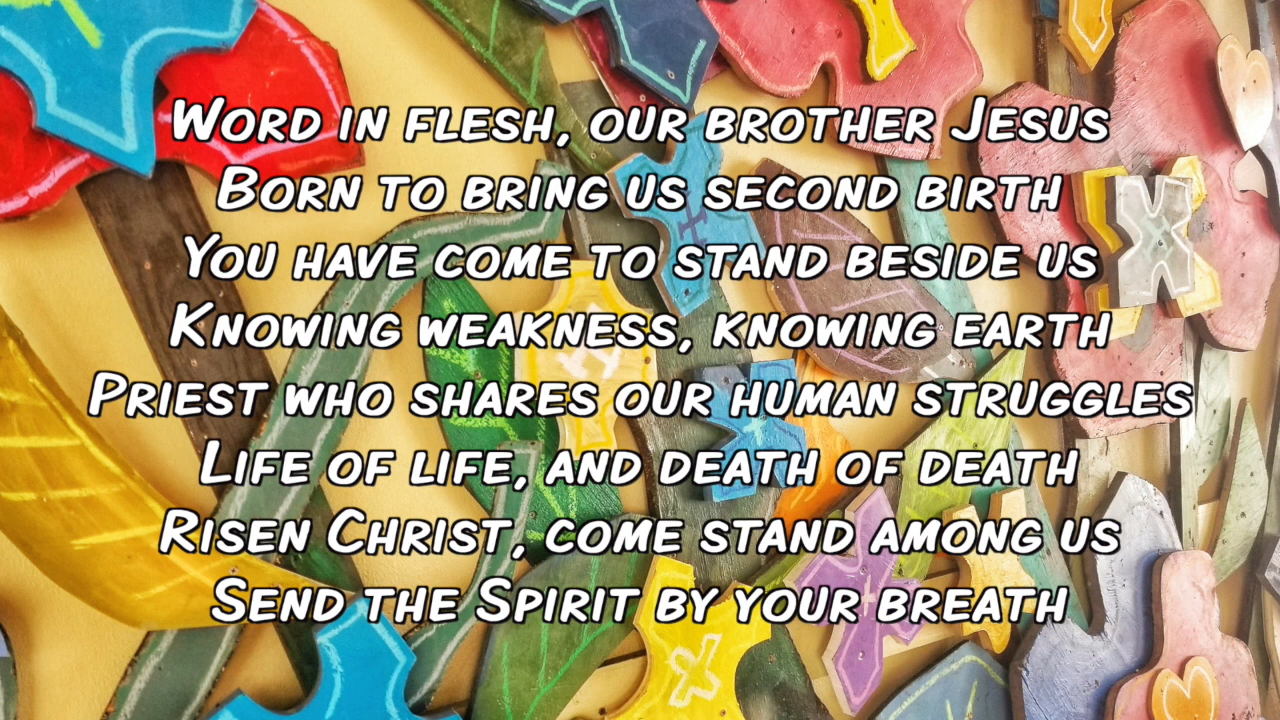 Word in flesh, our brother Jesus
Born to bring us second birth
You have come to stand beside us
Knowing weakness, knowing earth
Priest who shares our human struggles
Life of life, and death of death
Risen Christ, come stand among us
Send the Spirit by your breath